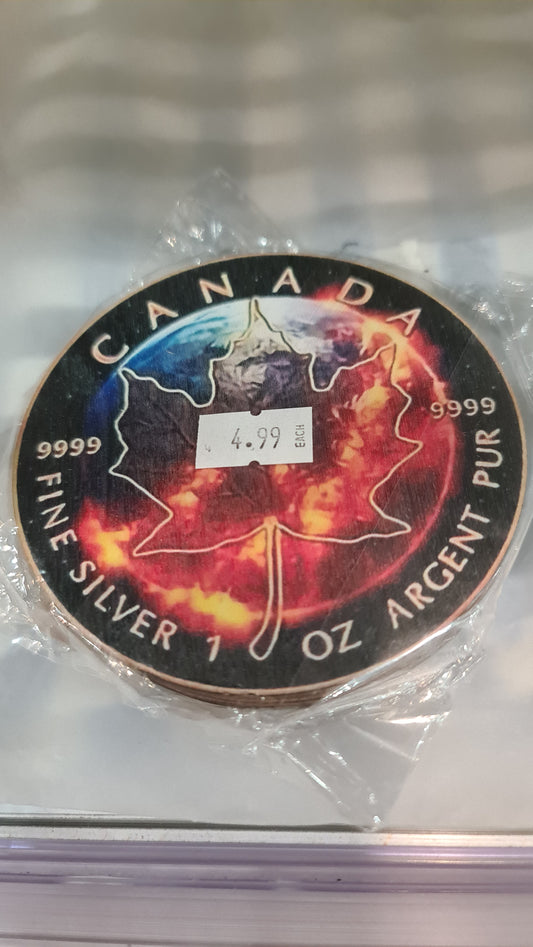 CANADA
9999
9999
4.99 EACH
FINE SILVER 1 OZ ARGENT PUR